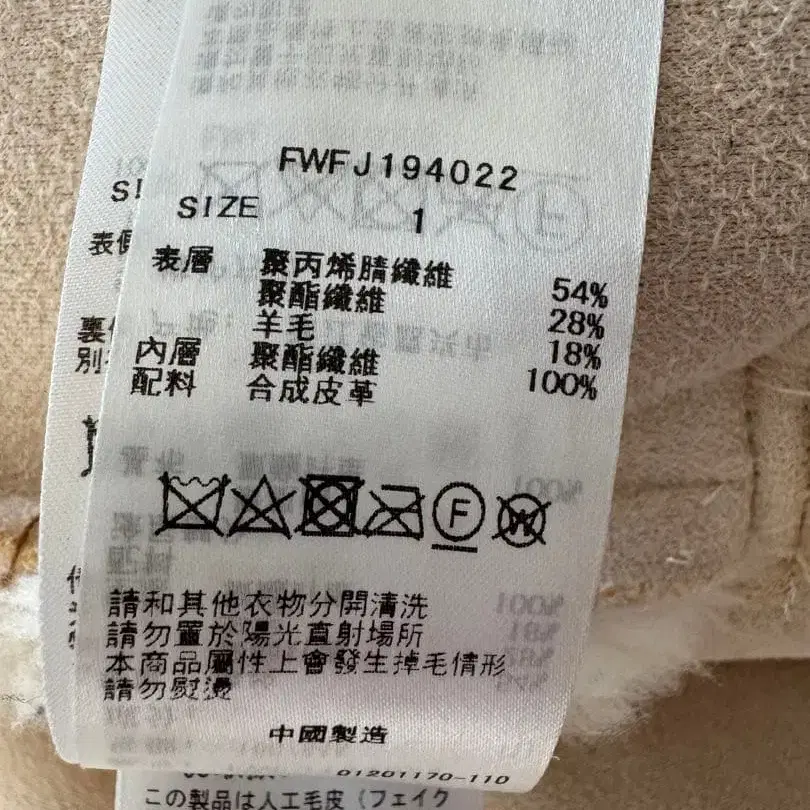 FWFJ194022
SIZE 1
表層 聚丙烯腈纖維 54%
聚酯纖維 28%
羊毛 18%
內層 聚酯纖維 100%
配料 合成皮革
請和其他衣物分開清洗
請勿置於陽光直射場所
本商品屬性上會發生掉毛情形
請勿熨燙
中國製造
01201170-110
この製品は人工毛皮（フェイク